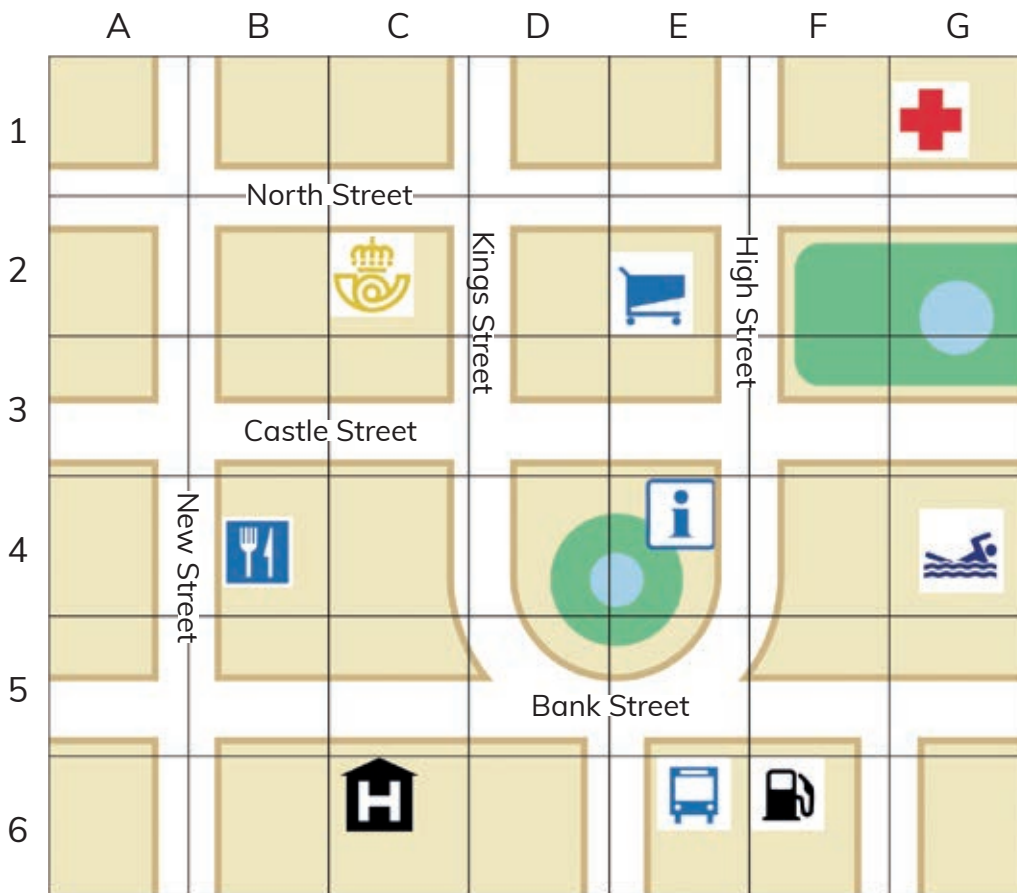 A B C D E F G
1
North Street
2
Kings Street
High Street
3
Castle Street
New Street
4
i
5
Bank Street
H
6